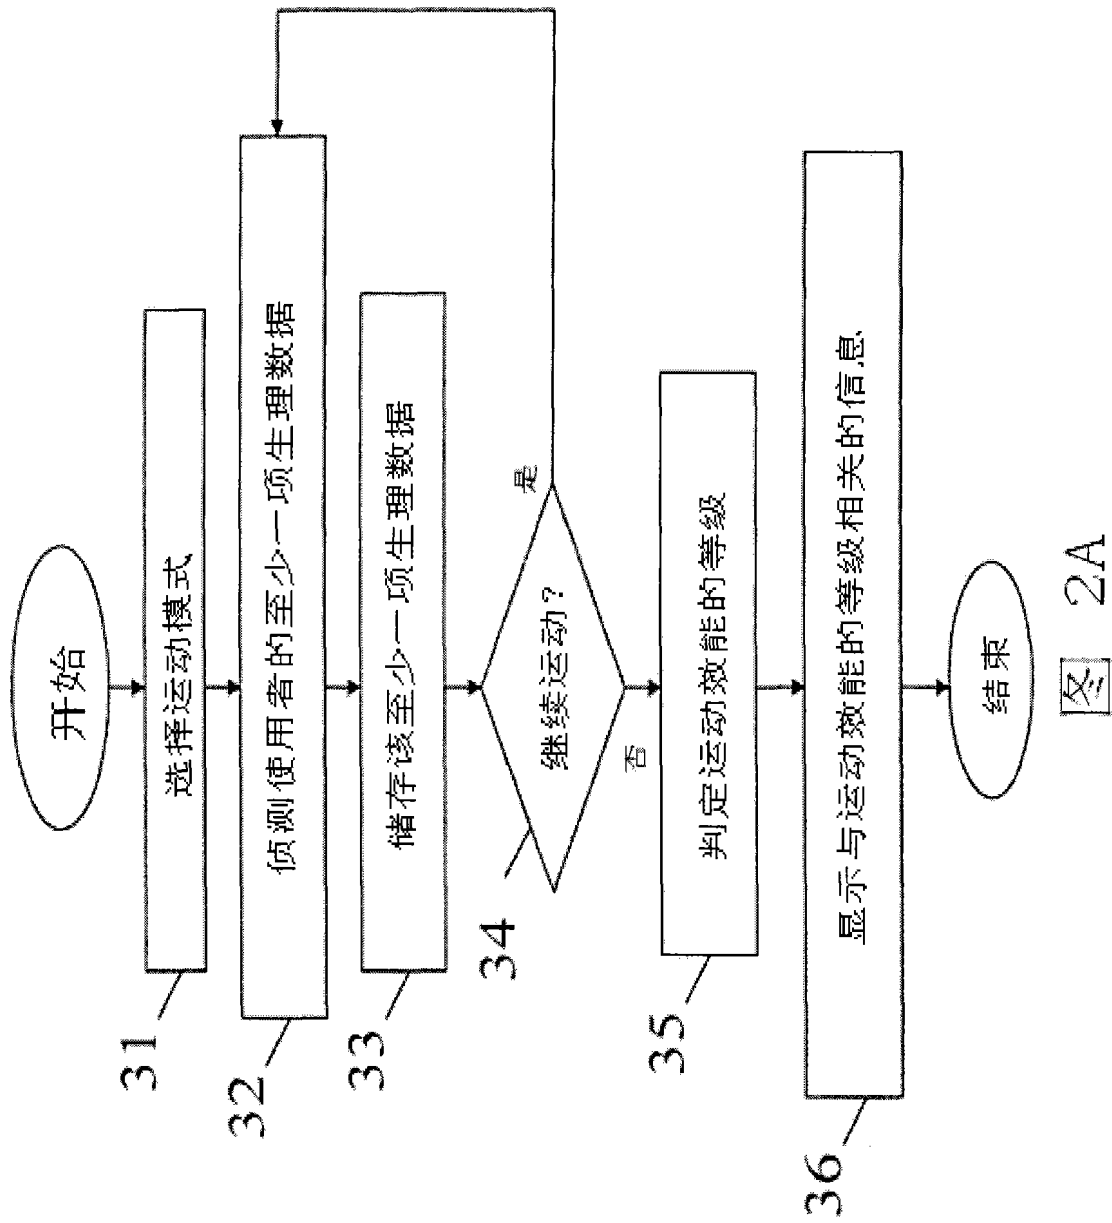 开始
31
选择运动模式
32
侦测使用者的至少一项生理数据
33
储存该至少一项生理数据
34
继续运动？
是
否
35
判定运动效能的等级
36
显示与运动效能的等级相关的信息
结束
图 2A